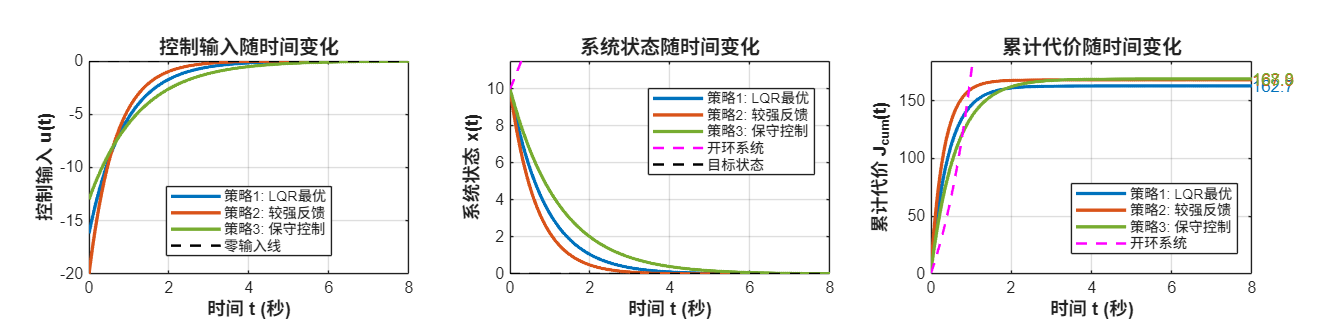 控制输入随时间变化
控制输入 u(t)
0
-5
-10
-15
-20
策略1: LQR最优
策略2: 较强反馈
策略3: 保守控制
零输入线
0
2
4
6
8
时间 t (秒)
系统状态随时间变化
系统状态 x(t)
10
8
6
4
2
0
策略1: LQR最优
策略2: 较强反馈
策略3: 保守控制
开环系统
目标状态
0
2
4
6
8
时间 t (秒)
累计代价随时间变化
累计代价 Jcum(t)
150
100
50
0
162.7
策略1: LQR最优
策略2: 较强反馈
策略3: 保守控制
开环系统
0
2
4
6
8
时间 t (秒)